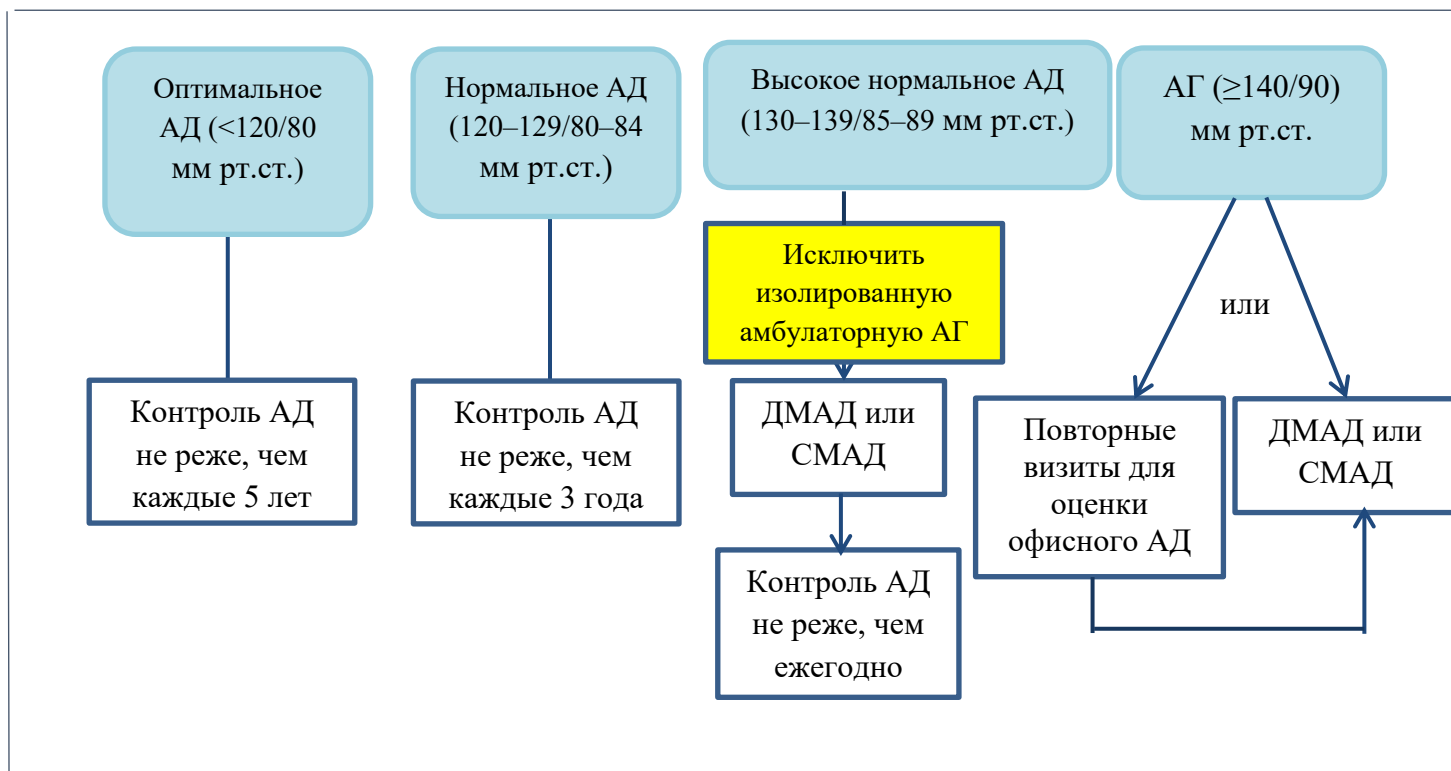 Оптимальное
АД (<120/80
мм рт.ст.)
Нормальное АД
(120–129/80–84
мм рт.ст.)
Высокое нормальное АД
(130–139/85–89 мм рт.ст.)
АГ (≥140/90)
мм рт.ст.
Исключить
изолированную
амбулаторную АГ
или
Контроль АД
не реже, чем
каждые 5 лет
Контроль АД
не реже, чем
каждые 3 года
ДМАД или
СМАД
Повторные
визиты для
оценки
офисного АД
ДМАД или
СМАД
Контроль АД
не реже, чем
ежегодно